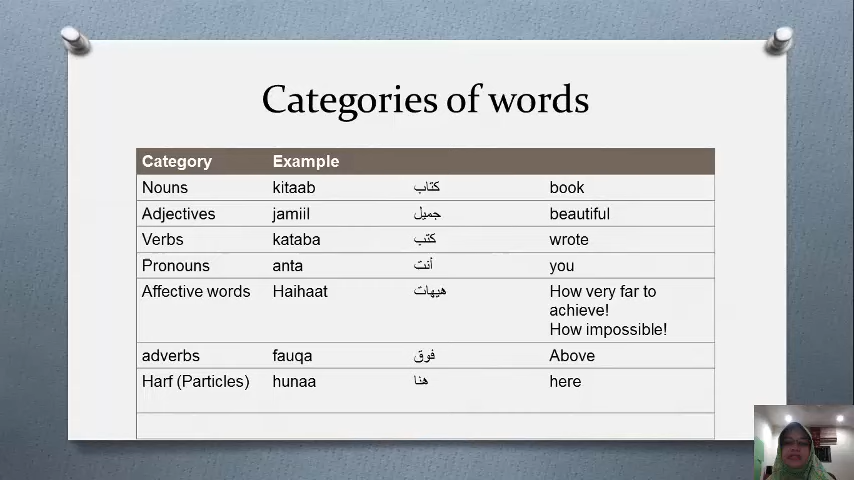 Categories of words
Category Example
Nouns kitaab كتاب book
Adjectives jamiil جميل beautiful
Verbs kataba كتب wrote
Pronouns anta أنت you
Affective words Haihaat هيهات How very far to
achieve!
How impossible!
adverbs fauqa فوق Above
Harf (Particles) hunaa هنا here